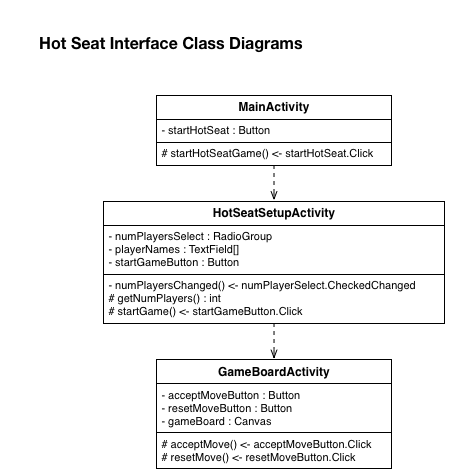 Hot Seat Interface Class Diagrams
MainActivity
- startHotSeat : Button
# startHotSeatGame() <- startHotSeat.Click
HotSeatSetupActivity
- numPlayersSelect : RadioGroup
- playerNames : TextField[]
- startGameButton : Button
- numPlayersChanged() <- numPlayerSelect.CheckedChanged
# getNumPlayers() : int
# startGame() <- startGameButton.Click
GameBoardActivity
- acceptMoveButton : Button
- resetMoveButton : Button
- gameBoard : Canvas
# acceptMove() <- acceptMoveButton.Click
# resetMove() <- resetMoveButton.Click